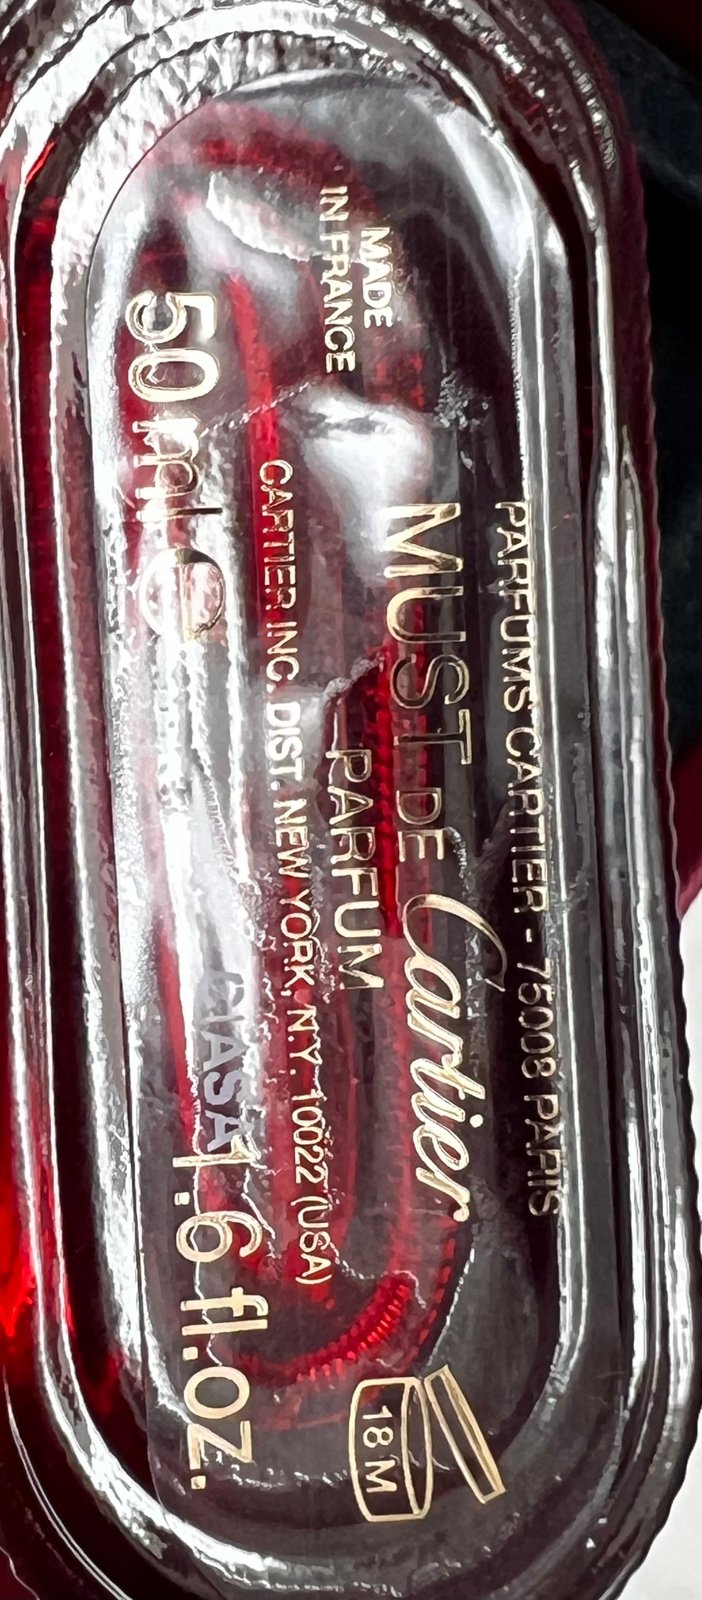 PARFUMS CARTIER - 75008 PARIS
MUST DE Cartier
PARFUM
MADE
IN FRANCE
18 M
CARTIER INC. DIST. NEW YORK, N.Y. 10022 (USA)
50 ml e 1.6 fl.oz.